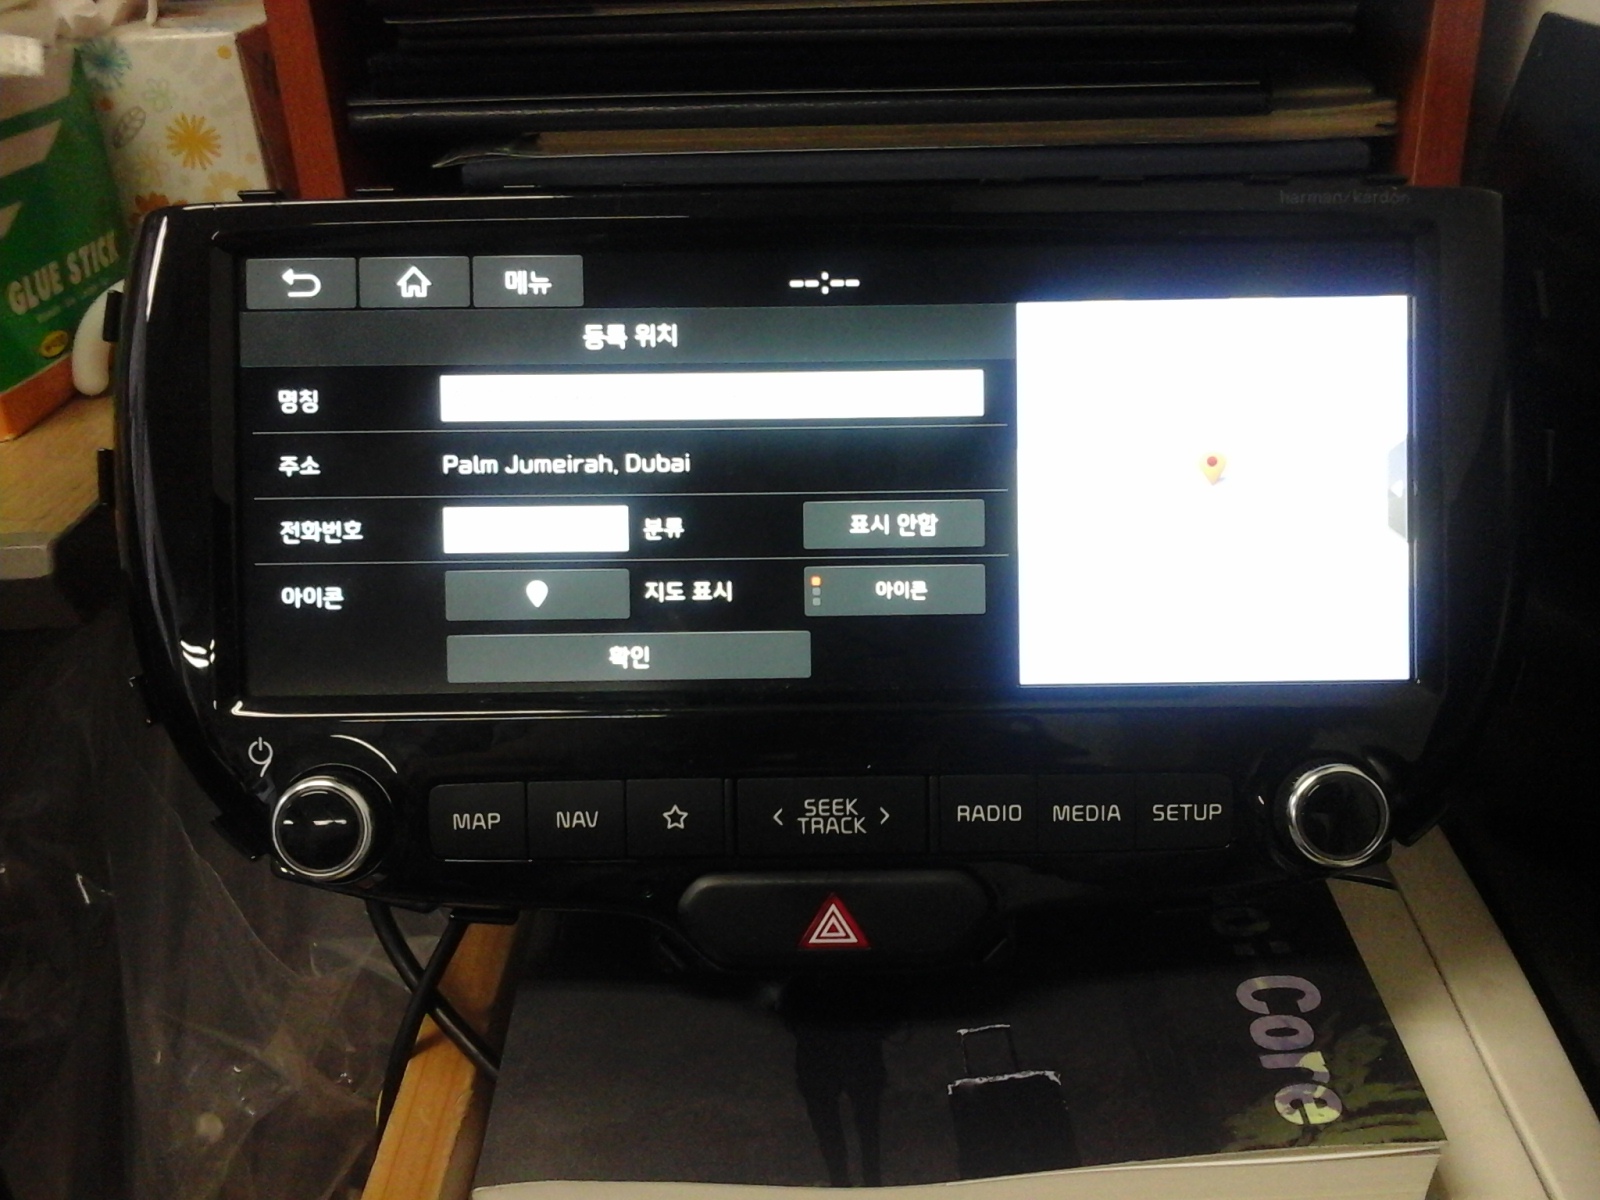 GLUE STICK
harman/kardon
메뉴
--:--
등록 위치
명칭
주소 Palm Jumeirah, Dubai
전화번호 분류 표시 안함
아이콘 지도 표시 아이콘
확인
MAP NAV < SEEK TRACK > RADIO MEDIA SETUP
Core